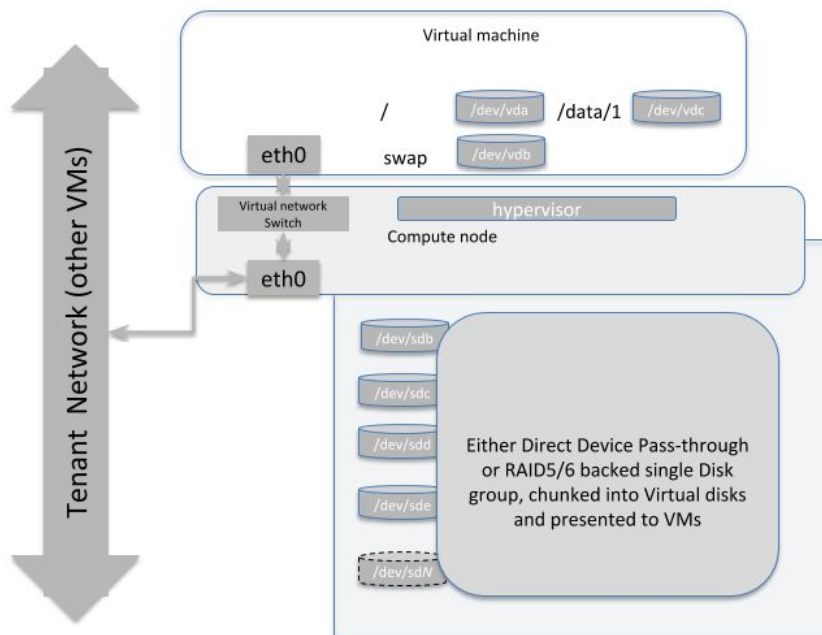 Virtual machine
/ /dev/vda /data/1 /dev/vdc
eth0 swap /dev/vdb
Virtual network
Switch
hypervisor
Compute node
eth0
Tenant Network (other VMs)
/dev/sdb
/dev/sdc
/dev/sdd
/dev/sde
/dev/sdN
Either Direct Device Pass-through
or RAID5/6 backed single Disk
group, chunked into Virtual disks
and presented to VMs